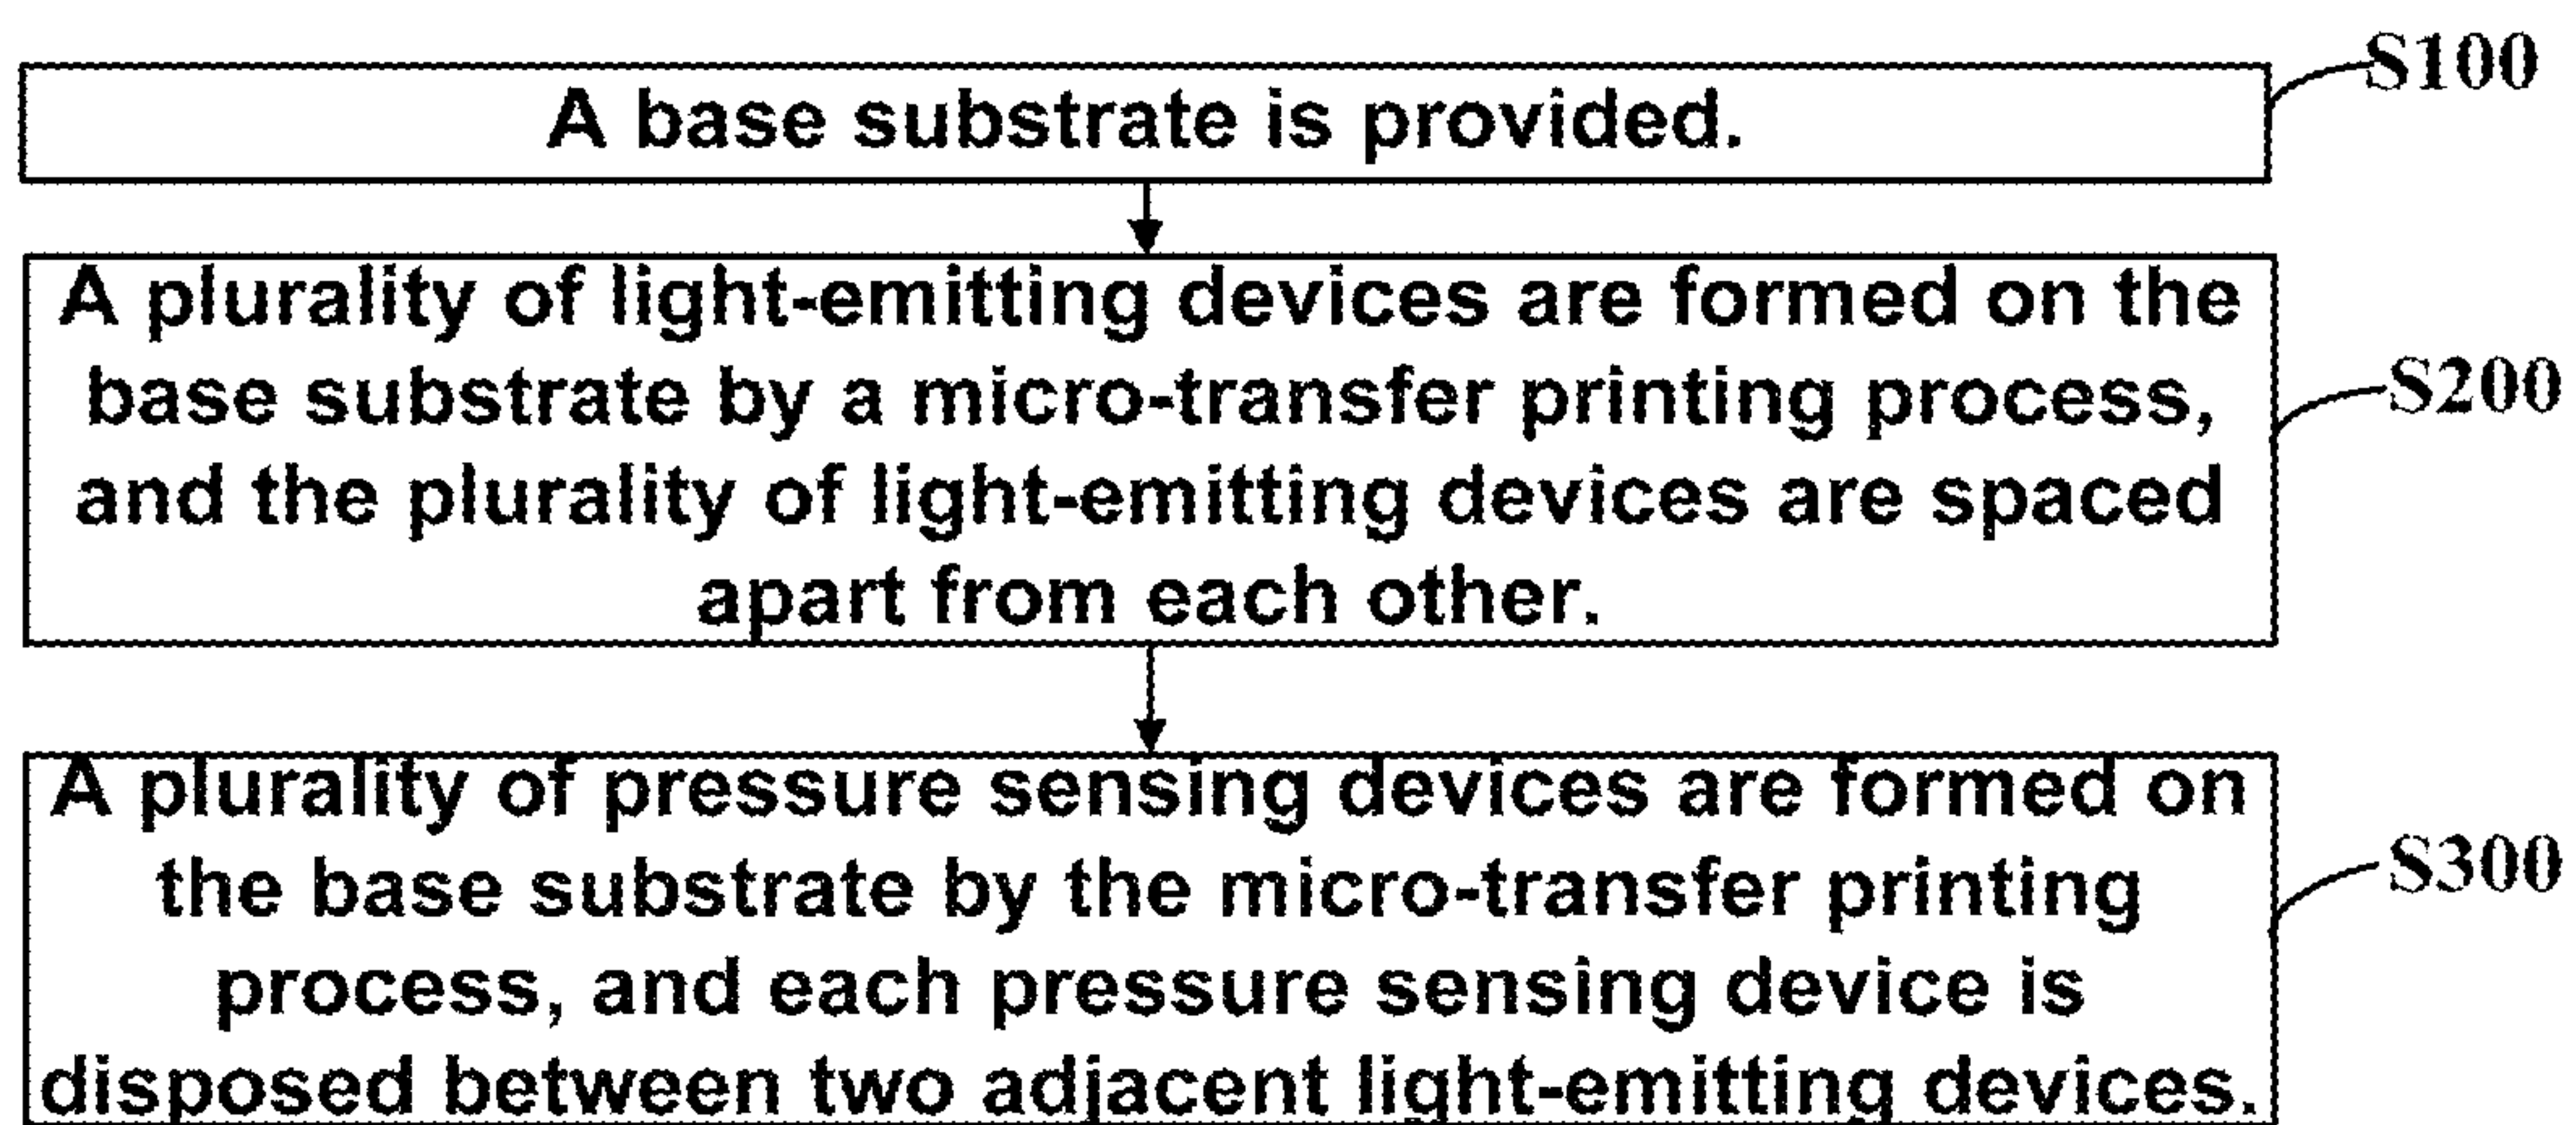 A base substrate is provided.
S100
A plurality of light-emitting devices are formed on the
base substrate by a micro-transfer printing process,
and the plurality of light-emitting devices are spaced
apart from each other.
S200
A plurality of pressure sensing devices are formed on
the base substrate by the micro-transfer printing
process, and each pressure sensing device is
disposed between two adjacent light-emitting devices.
S300